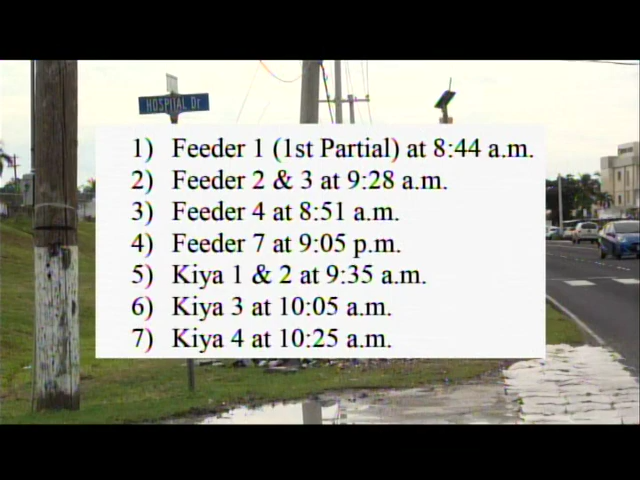 HOSPITAL Dr
1) Feeder 1 (1st Partial) at 8:44 a.m.
2) Feeder 2 & 3 at 9:28 a.m.
3) Feeder 4 at 8:51 a.m.
4) Feeder 7 at 9:05 p.m.
5) Kiya 1 & 2 at 9:35 a.m.
6) Kiya 3 at 10:05 a.m.
7) Kiya 4 at 10:25 a.m.